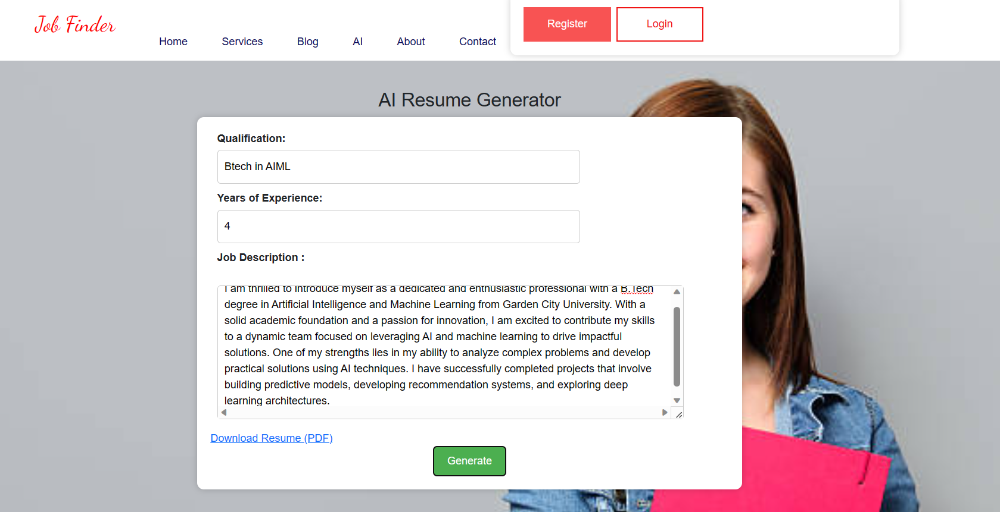 Job Finder
Home Services Blog AI About Contact
Register Login
AI Resume Generator
Qualification:
Btech in AIML
Years of Experience:
4
Job Description :
I am thrilled to introduce myself as a dedicated and enthusiastic professional with a B.Tech
degree in Artificial Intelligence and Machine Learning from Garden City University. With a
solid academic foundation and a passion for innovation, I am excited to contribute my skills
to a dynamic team focused on leveraging AI and machine learning to drive impactful
solutions. One of my strengths lies in my ability to analyze complex problems and develop
practical solutions using AI techniques. I have successfully completed projects that involve
building predictive models, developing recommendation systems, and exploring deep
learning architectures.
Download Resume (PDF)
Generate